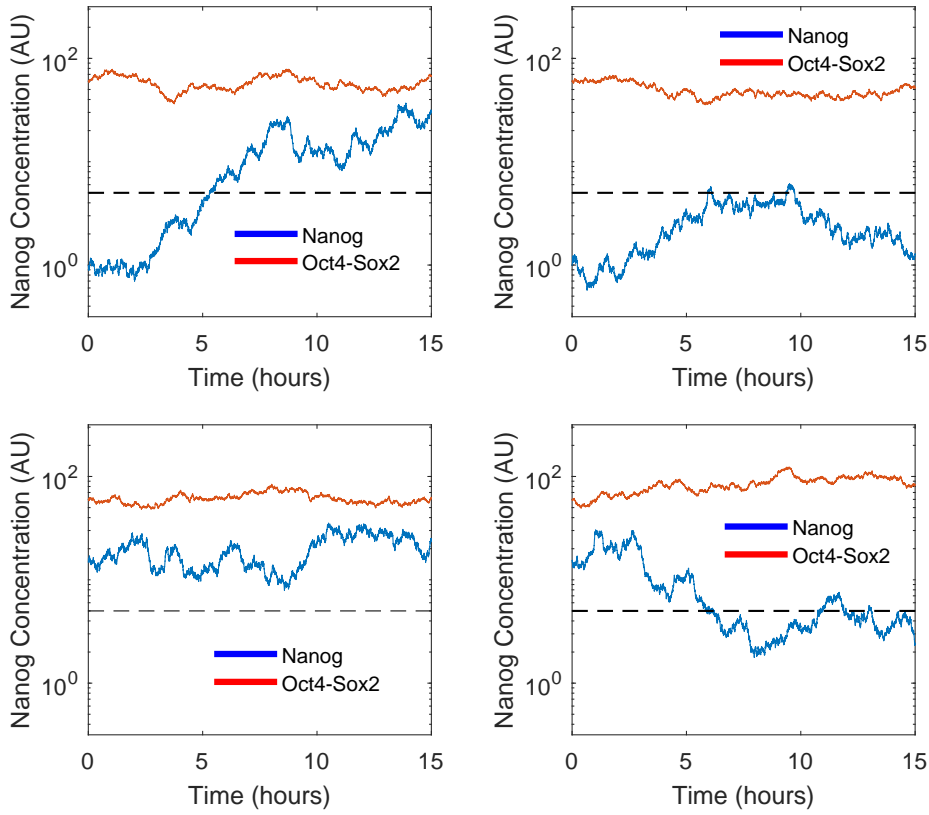 Nanog Concentration (AU)
10^2
10^0
Nanog
Oct4-Sox2
0 5 10 15
Time (hours)
Nanog Concentration (AU)
10^2
10^0
Nanog
Oct4-Sox2
0 5 10 15
Time (hours)
Nanog Concentration (AU)
10^2
10^0
Nanog
Oct4-Sox2
0 5 10 15
Time (hours)
Nanog Concentration (AU)
10^2
10^0
Nanog
Oct4-Sox2
0 5 10 15
Time (hours)